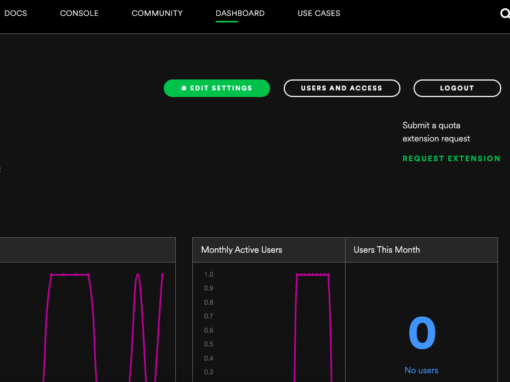 DOCS CONSOLE COMMUNITY DASHBOARD USE CASES
EDIT SETTINGS USERS AND ACCESS LOGOUT
Submit a quota
extension request
REQUEST EXTENSION
Monthly Active Users
Users This Month
1.0
0.9
0.8
0.7
0.6
0.5
0.4
0.3
0
No users